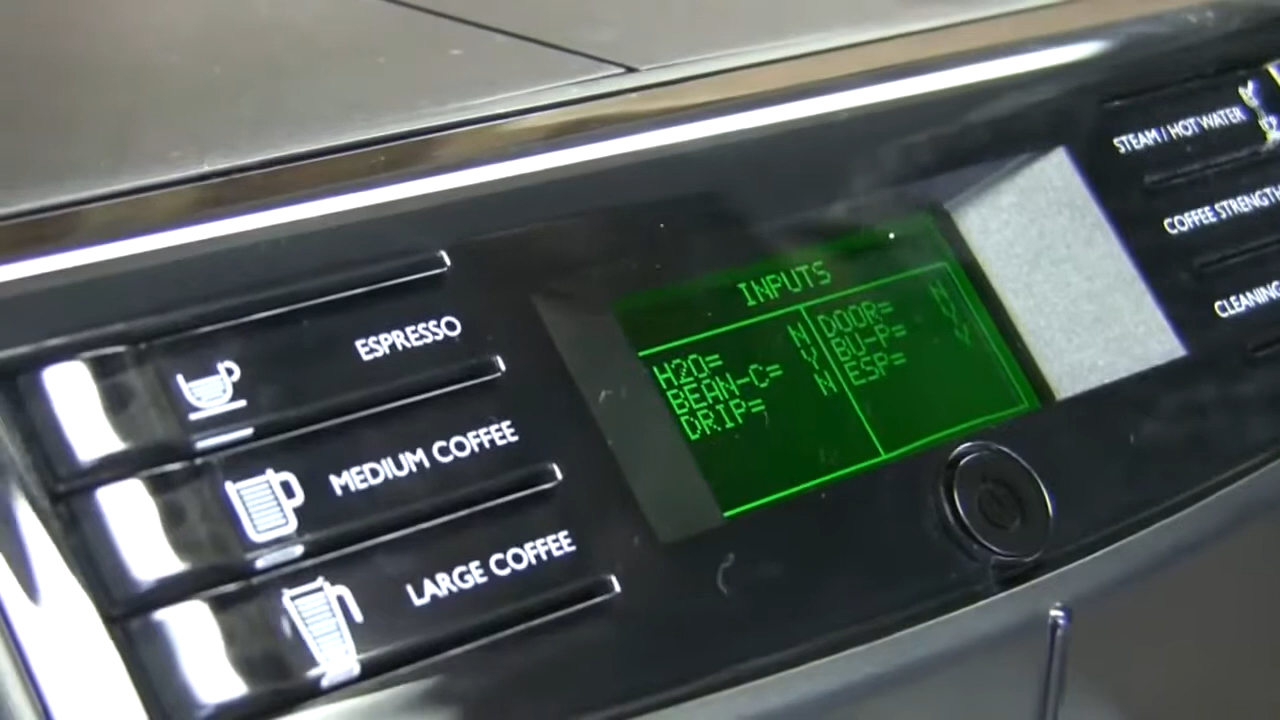 ESPRESSO
MEDIUM COFFEE
LARGE COFFEE
INPUTS
H2O= N
BEAN-C= Y
DRIP= N
DOOR= N
BU-P= Y
ESP= Y
STEAM / HOT WATER
COFFEE STRENGTH
CLEANING